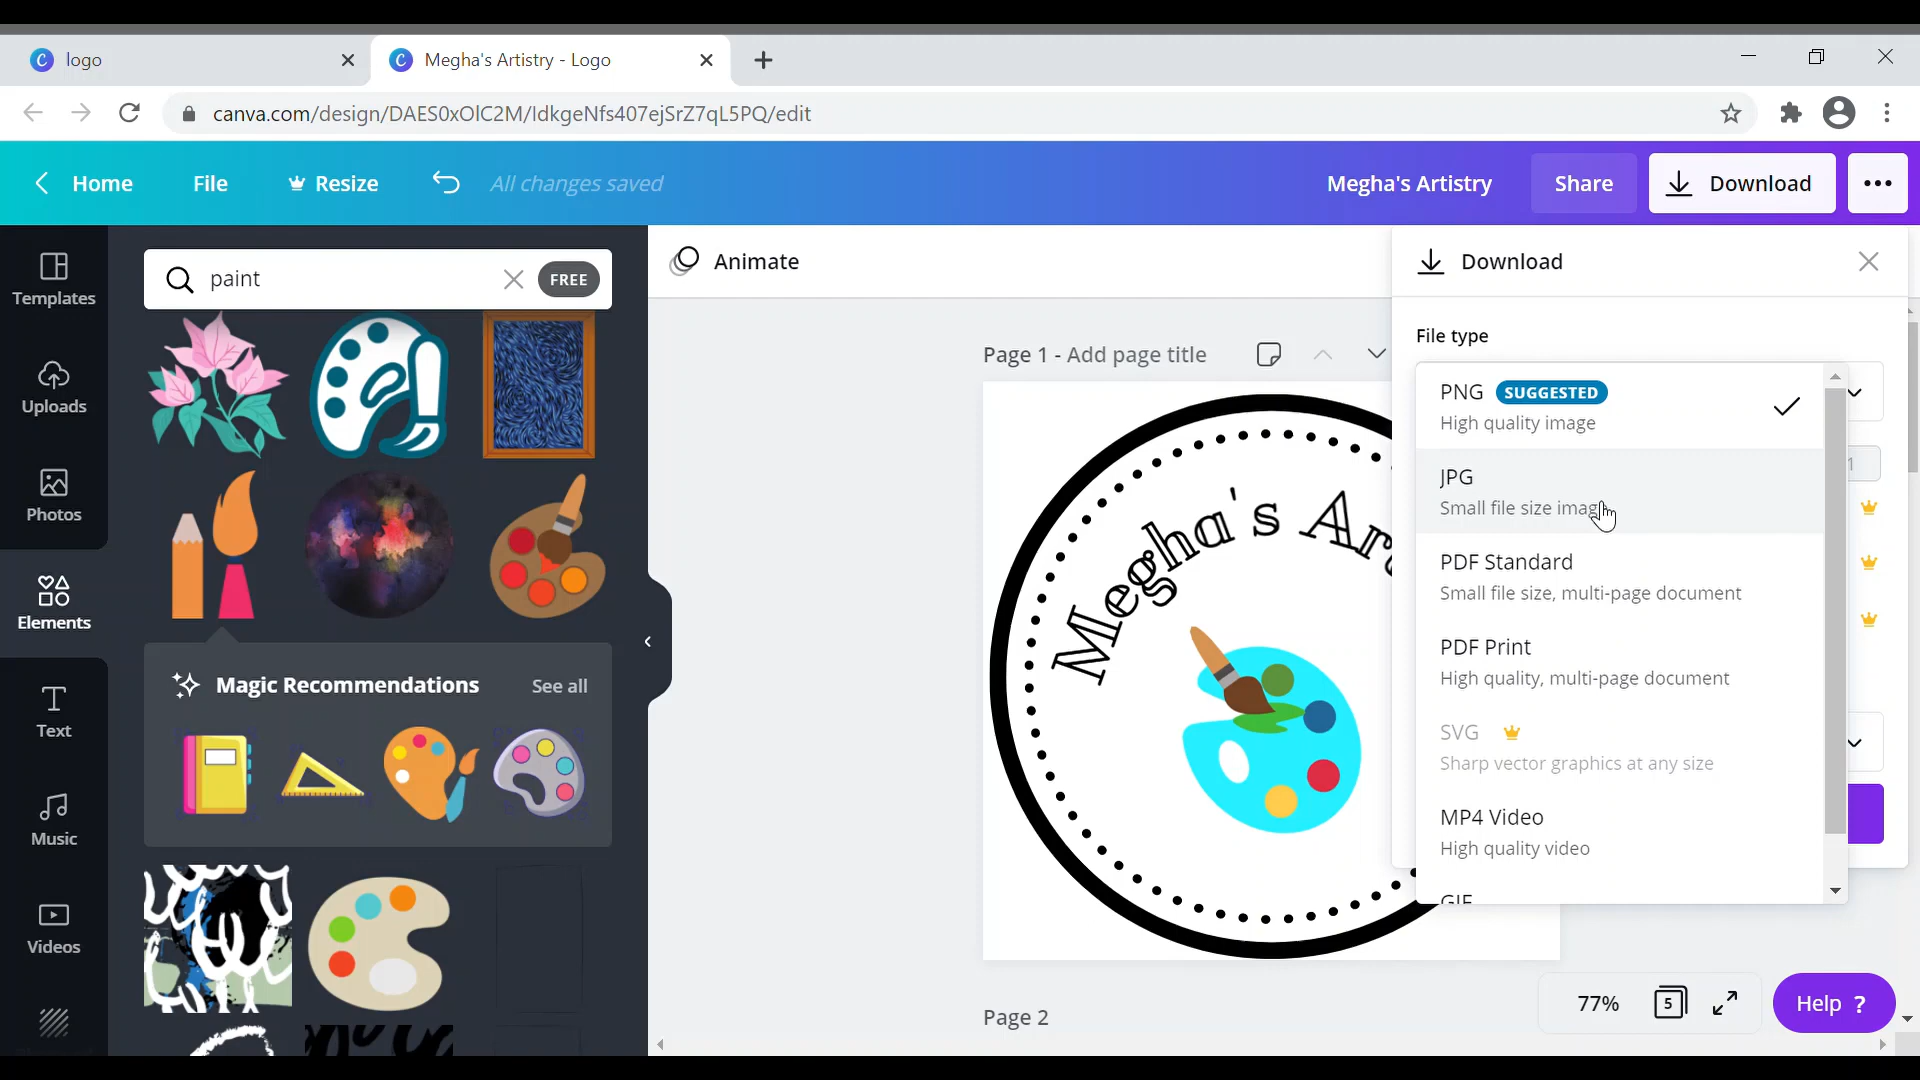 logo
Megha's Artistry - Logo
canva.com/design/DAES0xOlC2M/IdkgeNfs407ejSrZ7qL5PQ/edit
Home
File
Resize
All changes saved
Megha's Artistry
Share
Download
Templates
Uploads
Photos
Elements
Text
Music
Videos
paint
FREE
Magic Recommendations
See all
Animate
Page 1 - Add page title
Megha's Ar
Page 2
Download
File type
PNG SUGGESTED
High quality image
JPG
Small file size image
PDF Standard
Small file size, multi-page document
PDF Print
High quality, multi-page document
SVG
Sharp vector graphics at any size
MP4 Video
High quality video
GIF
1
77%
5
Help ?